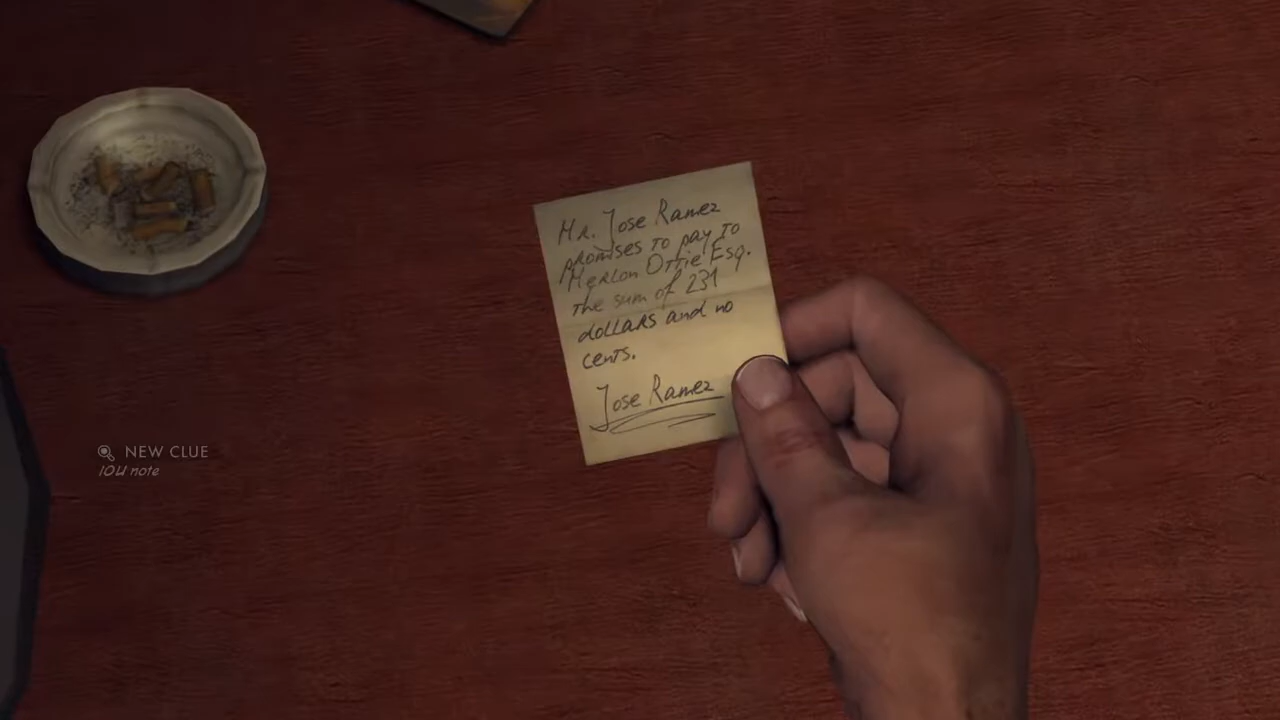 Mr. Jose Ramez
promises to pay to
Merlon Ottie Esq.
the sum of 231
dollars and no
cents.
Jose Ramez
NEW CLUE
IOU note